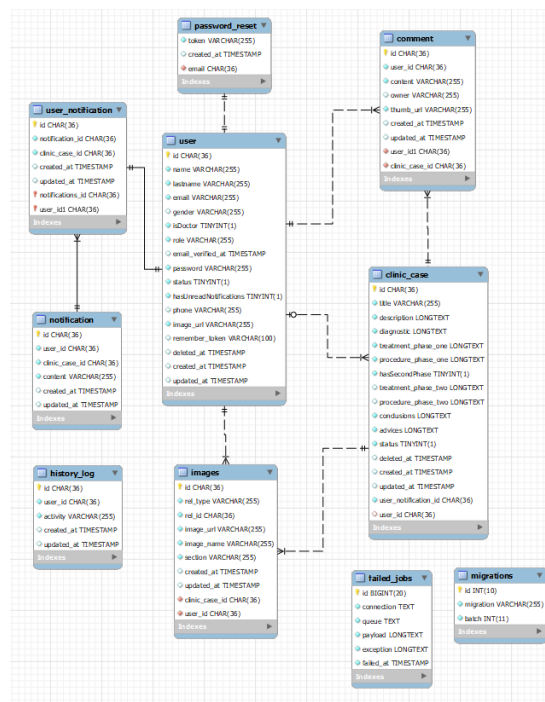 password_reset
token VARCHAR(255)
created_at TIMESTAMP
email CHAR(36)
Indexes
comment
id CHAR(36)
user_id CHAR(36)
content VARCHAR(255)
owner VARCHAR(255)
thumb_url VARCHAR(255)
created_at TIMESTAMP
updated_at TIMESTAMP
user_id1 CHAR(36)
clinic_case_id CHAR(36)
Indexes
user_notification
id CHAR(36)
notification_id CHAR(36)
clinic_case_id CHAR(36)
created_at TIMESTAMP
updated_at TIMESTAMP
notifications_id CHAR(36)
user_id1 CHAR(36)
Indexes
user
id CHAR(36)
name VARCHAR(255)
lastname VARCHAR(255)
email VARCHAR(255)
gender VARCHAR(255)
isDoctor TINYINT(1)
role VARCHAR(255)
email_verified_at TIMESTAMP
password VARCHAR(255)
status TINYINT(1)
hasUnreadNotifications TINYINT(1)
phone VARCHAR(255)
image_url VARCHAR(255)
remember_token VARCHAR(100)
deleted_at TIMESTAMP
created_at TIMESTAMP
updated_at TIMESTAMP
Indexes
clinic_case
id CHAR(36)
title VARCHAR(255)
description LONGTEXT
diagnostic LONGTEXT
treatment_phase_one LONGTEXT
procedure_phase_one LONGTEXT
hasSecondPhase TINYINT(1)
treatment_phase_two LONGTEXT
procedure_phase_two LONGTEXT
conclusions LONGTEXT
advices LONGTEXT
status TINYINT(1)
deleted_at TIMESTAMP
created_at TIMESTAMP
updated_at TIMESTAMP
user_notification_id CHAR(36)
user_id CHAR(36)
Indexes
notification
id CHAR(36)
user_id CHAR(36)
clinic_case_id CHAR(36)
content VARCHAR(255)
created_at TIMESTAMP
updated_at TIMESTAMP
Indexes
history_log
id CHAR(36)
user_id CHAR(36)
activity VARCHAR(255)
created_at TIMESTAMP
updated_at TIMESTAMP
Indexes
images
id CHAR(36)
rel_type VARCHAR(255)
rel_id CHAR(36)
image_url VARCHAR(255)
image_name VARCHAR(255)
section VARCHAR(255)
created_at TIMESTAMP
updated_at TIMESTAMP
clinic_case_id CHAR(36)
user_id CHAR(36)
Indexes
failed_jobs
id BIGINT(20)
connection TEXT
queue TEXT
payload LONGTEXT
exception LONGTEXT
failed_at TIMESTAMP
Indexes
migrations
id INT(10)
migration VARCHAR(255)
batch INT(11)
Indexes